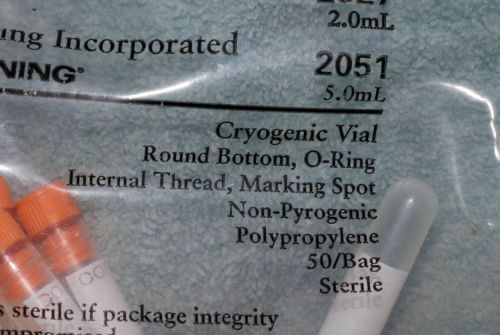 2.0mL
ing Incorporated
2051
NING®
5.0mL
Cryogenic Vial
Round Bottom, O-Ring
Internal Thread, Marking Spot
Non-Pyrogenic
Polypropylene
50/Bag
Sterile
s sterile if package integrity